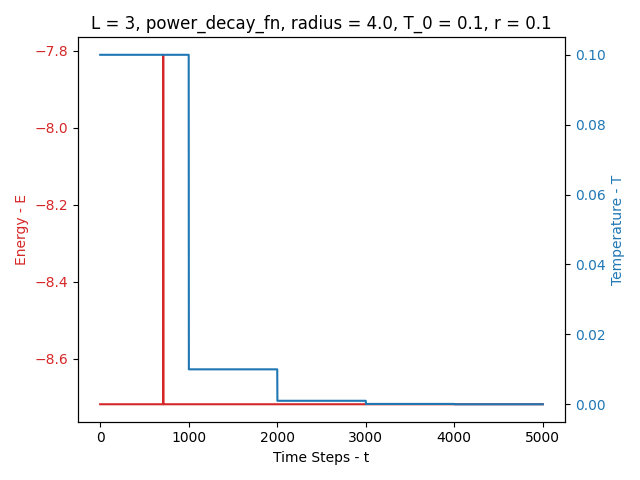 L = 3, power_decay_fn, radius = 4.0, T_0 = 0.1, r = 0.1
−7.8
−8.0
−8.2
−8.4
−8.6
Energy - E
0.10
0.08
0.06
0.04
0.02
0.00
Temperature - T
0 1000 2000 3000 4000 5000
Time Steps - t